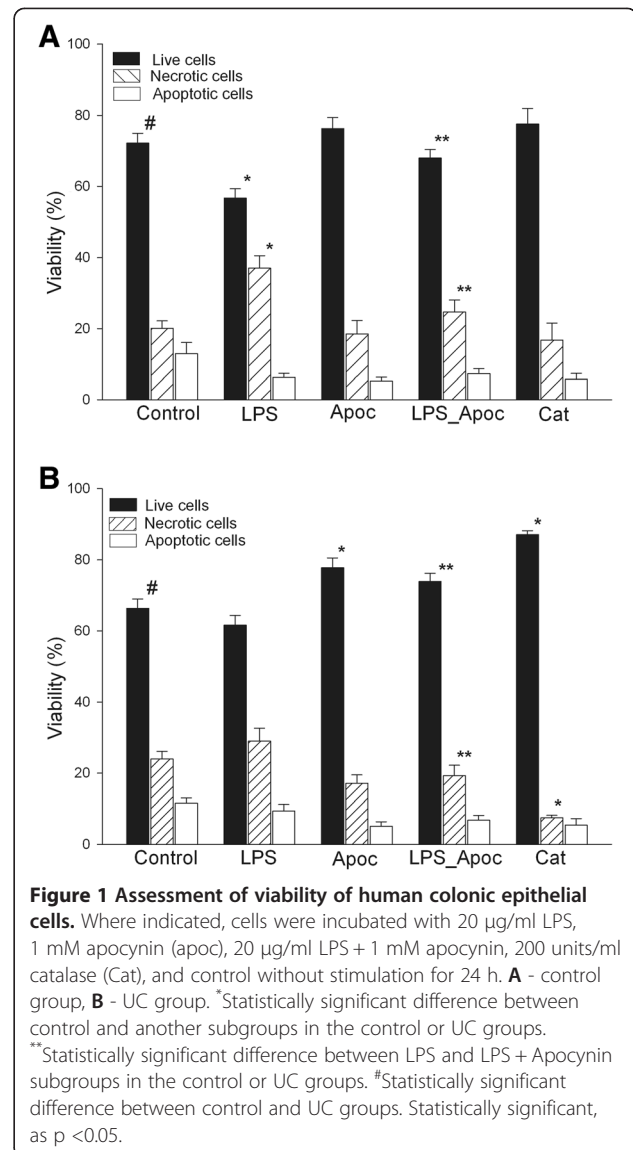 A
100
Live cells
Necrotic cells
Apoptotic cells
#
80
**
*
60
*
Viability (%)
40
**
20
0
Control LPS Apoc LPS_Apoc Cat
B
100
Live cells
Necrotic cells
Apoptotic cells
*
*
80
**
#
60
Viability (%)
40
**
20
*
0
Control LPS Apoc LPS_Apoc Cat
Figure 1 Assessment of viability of human colonic epithelial
cells. Where indicated, cells were incubated with 20 μg/ml LPS,
1 mM apocynin (apoc), 20 μg/ml LPS + 1 mM apocynin, 200 units/ml
catalase (Cat), and control without stimulation for 24 h. A - control
group, B - UC group. *Statistically significant difference between
control and another subgroups in the control or UC groups.
**Statistically significant difference between LPS and LPS + Apocynin
subgroups in the control or UC groups. #Statistically significant
difference between control and UC groups. Statistically significant,
as p <0.05.